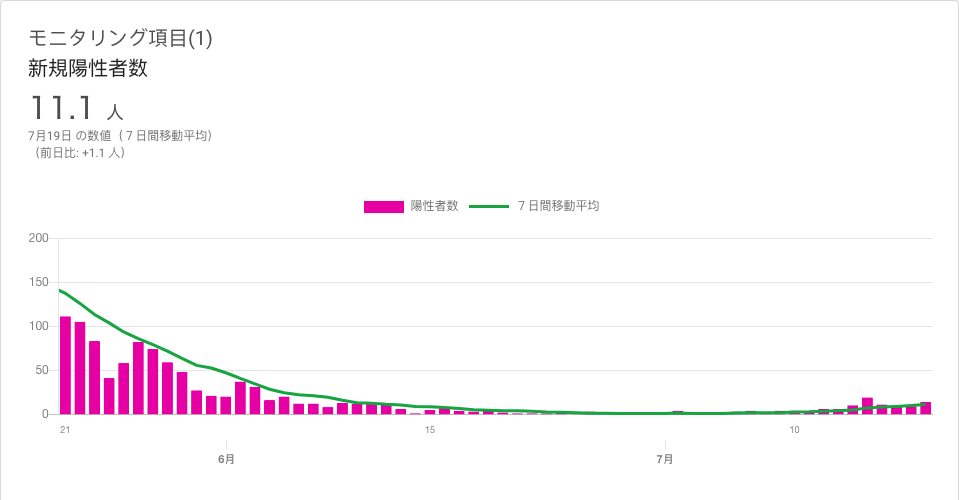 モニタリング項目(1)
新規陽性者数
11.1 人
7月19日 の数値（７日間移動平均）
（前日比: +1.1 人）
陽性者数 ７日間移動平均
200
150
100
50
0
21 15 10
6月 7月